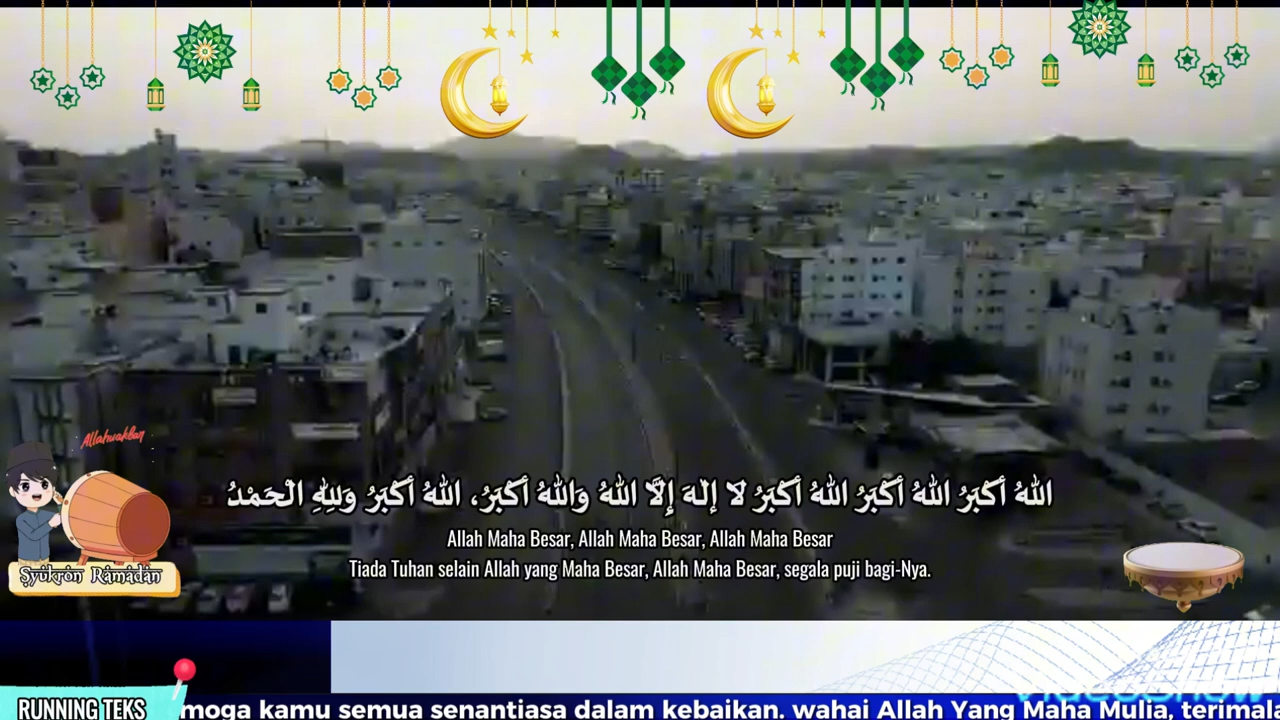 Allahuakbar
اللهُ أَكْبَرُ اللهُ أَكْبَرُ اللهُ أَكْبَرُ لَا إِلٰهَ إِلَّا اللهُ وَاللهُ أَكْبَرُ، اللهُ أَكْبَرُ وَلِلّٰهِ الْحَمْدُ
Allah Maha Besar, Allah Maha Besar, Allah Maha Besar
Tiada Tuhan selain Allah yang Maha Besar, Allah Maha Besar, segala puji bagi-Nya.
Syukron Ramadan
VideoShow
RUNNING TEKS
moga kamu semua senantiasa dalam kebaikan. wahai Allah Yang Maha Mulia, terimala